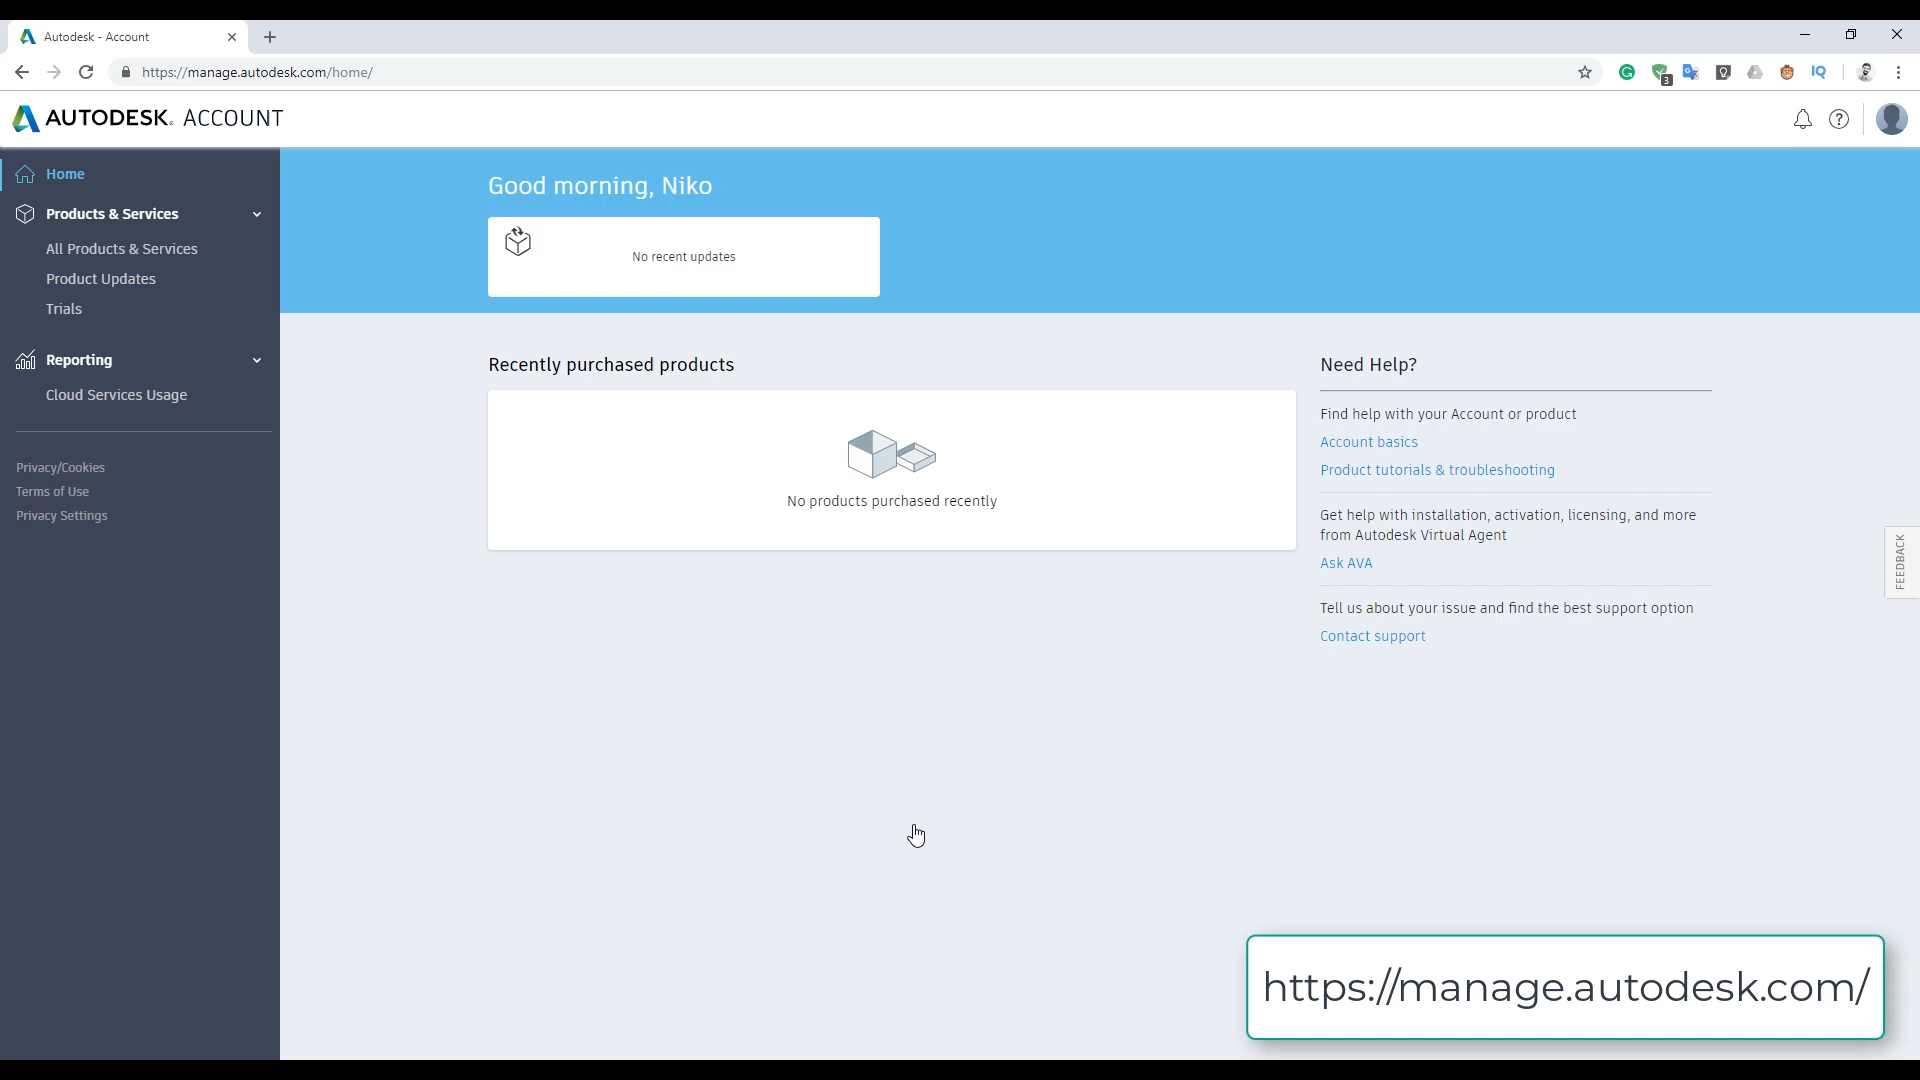 Autodesk - Account
https://manage.autodesk.com/home/
3
IQ
AUTODESK. ACCOUNT
Home
Products & Services
All Products & Services
Product Updates
Trials
Reporting
Cloud Services Usage
Privacy/Cookies
Terms of Use
Privacy Settings
Good morning, Niko
No recent updates
Recently purchased products
No products purchased recently
Need Help?
Find help with your Account or product
Account basics
Product tutorials & troubleshooting
Get help with installation, activation, licensing, and more
from Autodesk Virtual Agent
Ask AVA
Tell us about your issue and find the best support option
Contact support
FEEDBACK
https://manage.autodesk.com/